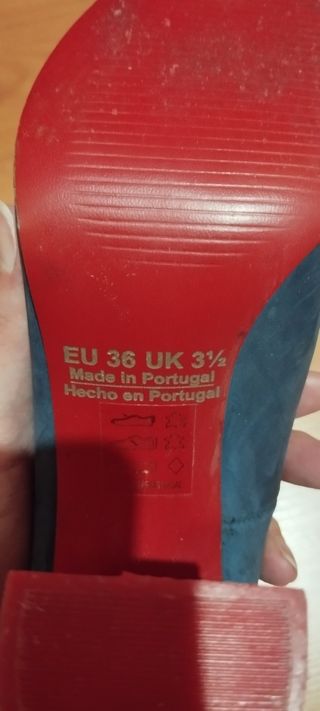 EU 36 UK 3½
Made in Portugal
Hecho en Portugal